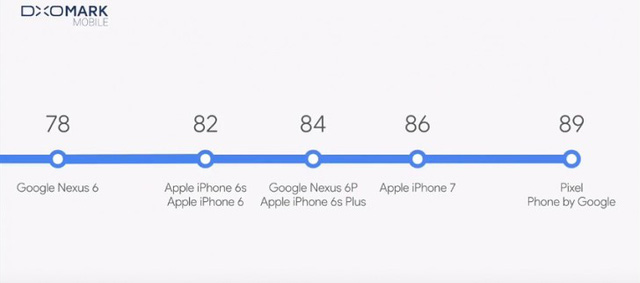 DXOMARK
MOBILE
78
82
84
86
89
Google Nexus 6
Apple iPhone 6s
Apple iPhone 6
Google Nexus 6P
Apple iPhone 6s Plus
Apple iPhone 7
Pixel
Phone by Google